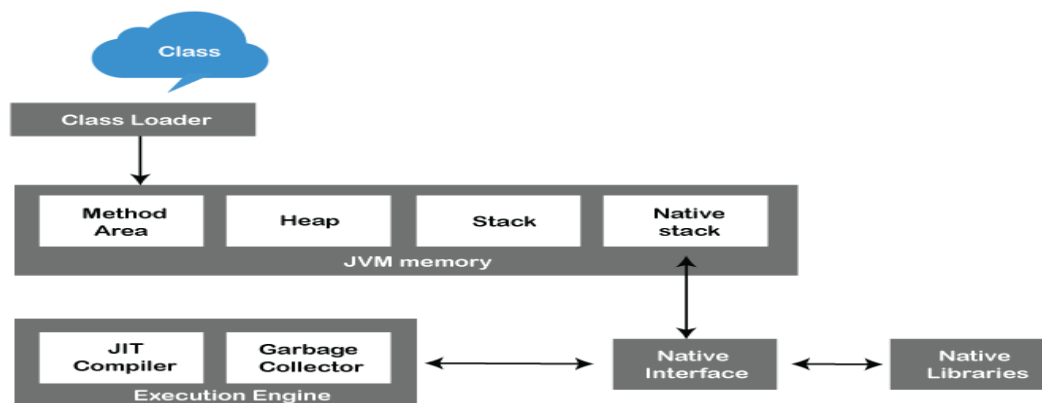 Class
Class Loader
Method
Area
Heap
Stack
Native
stack
JVM memory
JIT
Compiler
Garbage
Collector
Execution Engine
Native
Interface
Native
Libraries